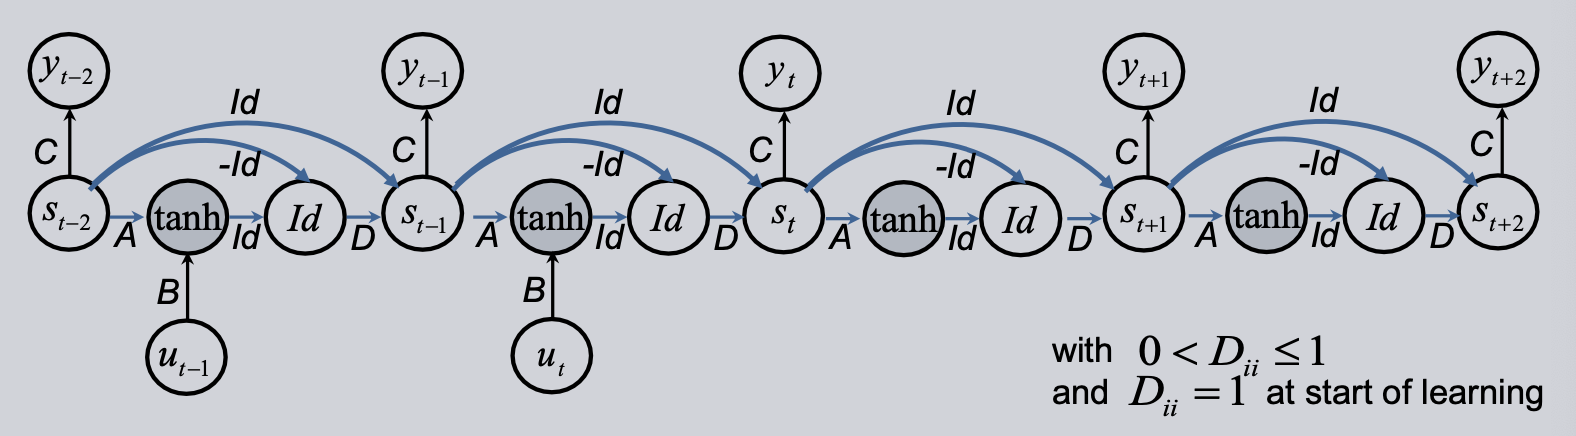 y_{t-2} y_{t-1} y_t y_{t+1} y_{t+2}
Id Id Id Id
C -Id C -Id C -Id C -Id C
s_{t-2} tanh Id s_{t-1} tanh Id s_t tanh Id s_{t+1} tanh Id s_{t+2}
A Id D A Id D A Id D A Id D
B B
u_{t-1} u_t
with 0 < D_{ii} ≤ 1
and D_{ii} = 1 at start of learning